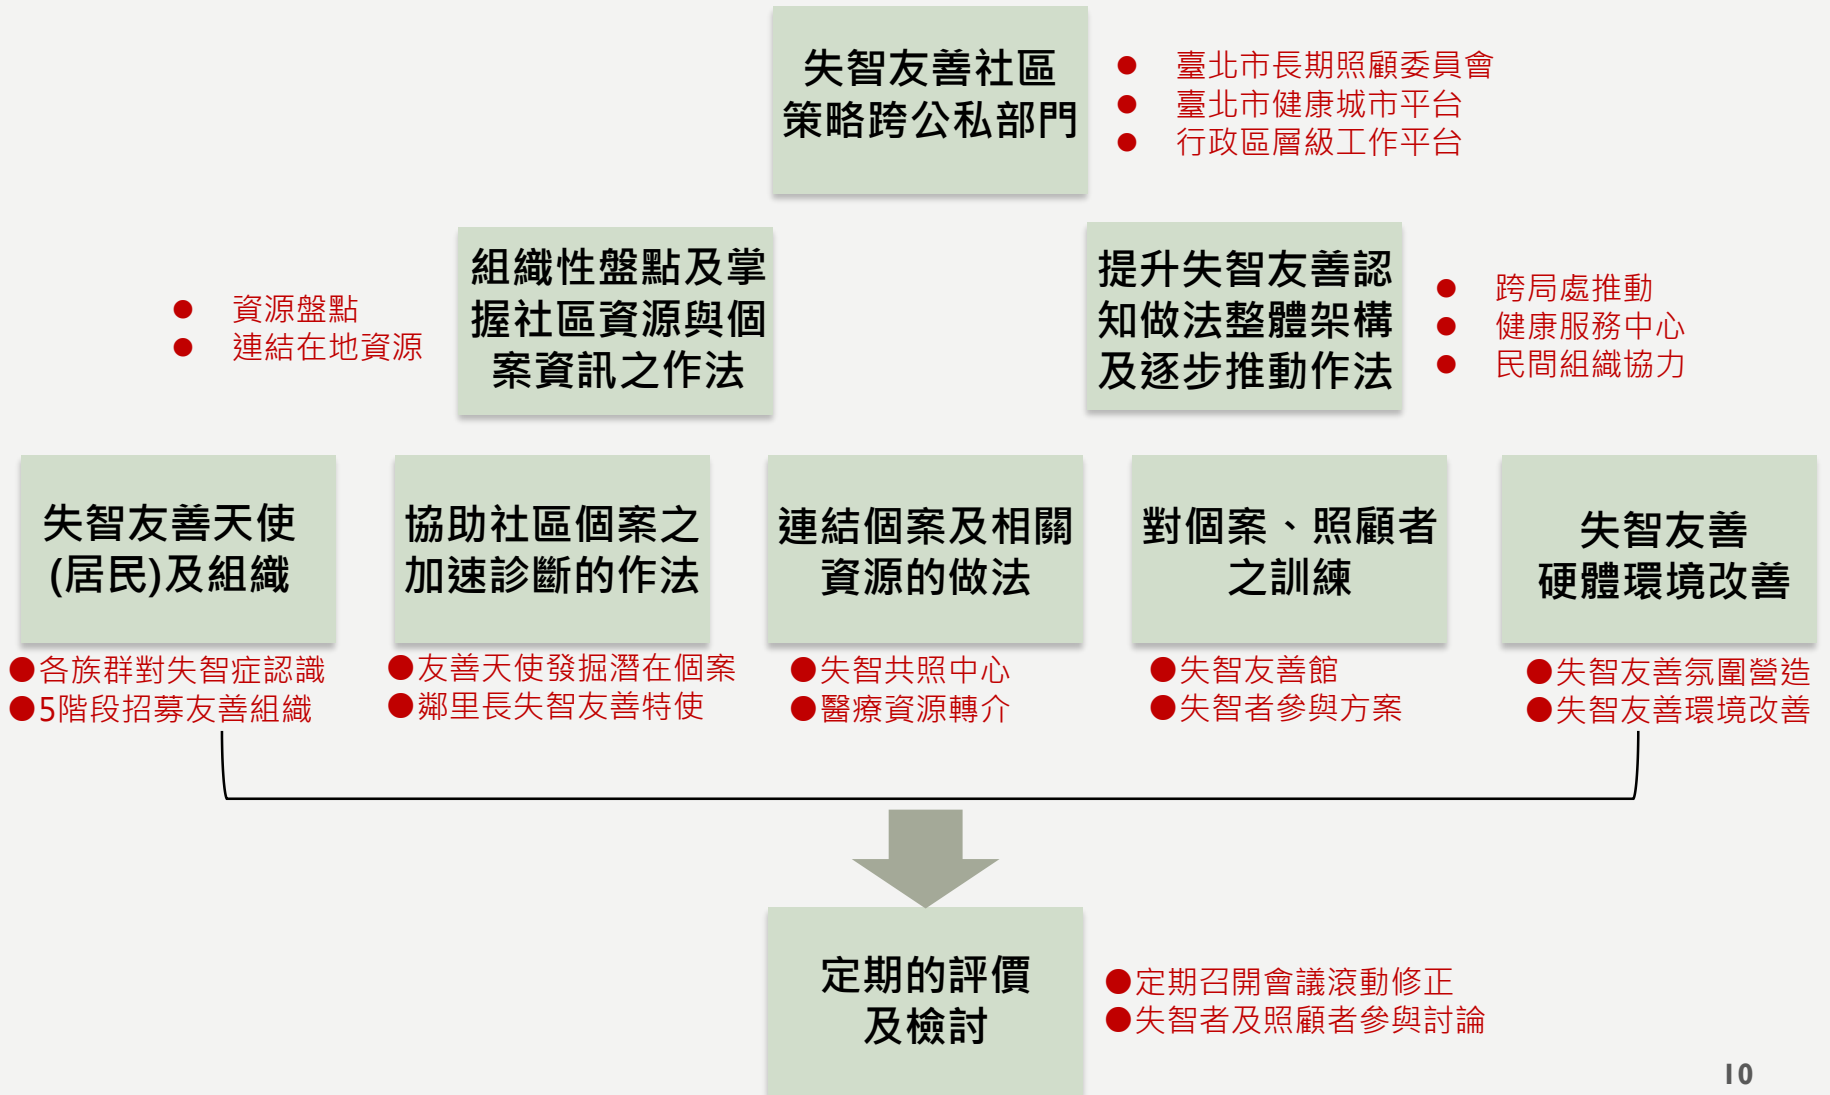 失智友善社區
策略跨公私部門
● 臺北市長期照顧委員會
● 臺北市健康城市平台
● 行政區層級工作平台
● 資源盤點
● 連結在地資源
組織性盤點及掌
握社區資源與個
案資訊之作法
提升失智友善認
知做法整體架構
及逐步推動作法
● 跨局處推動
● 健康服務中心
● 民間組織協力
失智友善天使
(居民)及組織
●各族群對失智症認識
●5階段招募友善組織
協助社區個案之
加速診斷的作法
●友善天使發掘潛在個案
●鄰里長失智友善特使
連結個案及相關
資源的做法
●失智共照中心
●醫療資源轉介
對個案、照顧者
之訓練
●失智友善館
●失智者參與方案
失智友善
硬體環境改善
●失智友善氛圍營造
●失智友善環境改善
定期的評價
及檢討
●定期召開會議滾動修正
●失智者及照顧者參與討論
10